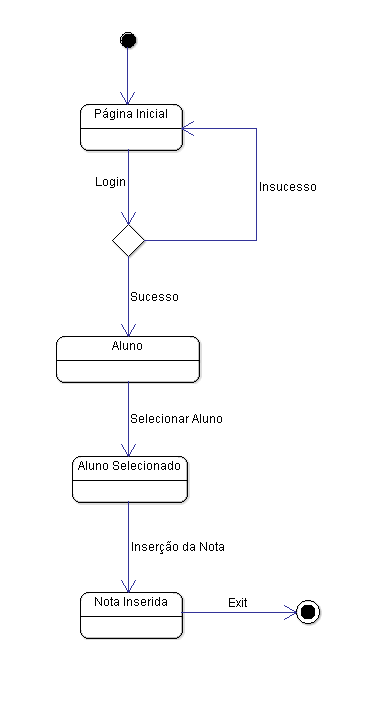 Página Inicial
Login
Insucesso
Sucesso
Aluno
Selecionar Aluno
Aluno Selecionado
Inserção da Nota
Nota Inserida
Exit